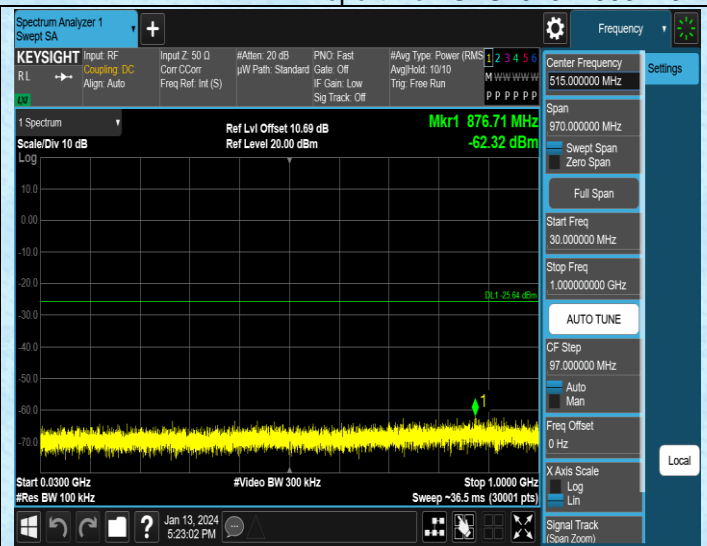 Spectrum Analyzer 1
Swept SA
+
Frequency
KEYSIGHT
RL
LXI
Input: RF
Coupling: DC
Align: Auto
Input Z: 50 Ω
Corr CCorr
Freq Ref: Int (S)
#Atten: 20 dB
µW Path: Standard
PNO: Fast
Gate: Off
IF Gain: Low
Sig Track: Off
#Avg Type: Power (RMS
Avg|Hold: 10/10
Trig: Free Run
1 2 3 4 5 6
M W W W W W
P P P P P P
1 Spectrum
Scale/Div 10 dB
Ref Lvl Offset 10.69 dB
Ref Level 20.00 dBm
Mkr1 876.71 MHz
-62.32 dBm
Log
10.0
0.00
-10.0
-20.0
DL1 -25.64 dBm
-30.0
-40.0
-50.0
-60.0
1
-70.0
Start 0.0300 GHz
#Video BW 300 kHz
Stop 1.0000 GHz
#Res BW 100 kHz
Sweep ~36.5 ms (30001 pts)
Center Frequency
515.000000 MHz
Settings
Span
970.000000 MHz
Swept Span
Zero Span
Full Span
Start Freq
30.000000 MHz
Stop Freq
1.000000000 GHz
AUTO TUNE
CF Step
97.000000 MHz
Auto
Man
Freq Offset
0 Hz
X Axis Scale
Log
Lin
Local
Signal Track
(Span Zoom)
?
Jan 13, 2024
5:23:02 PM